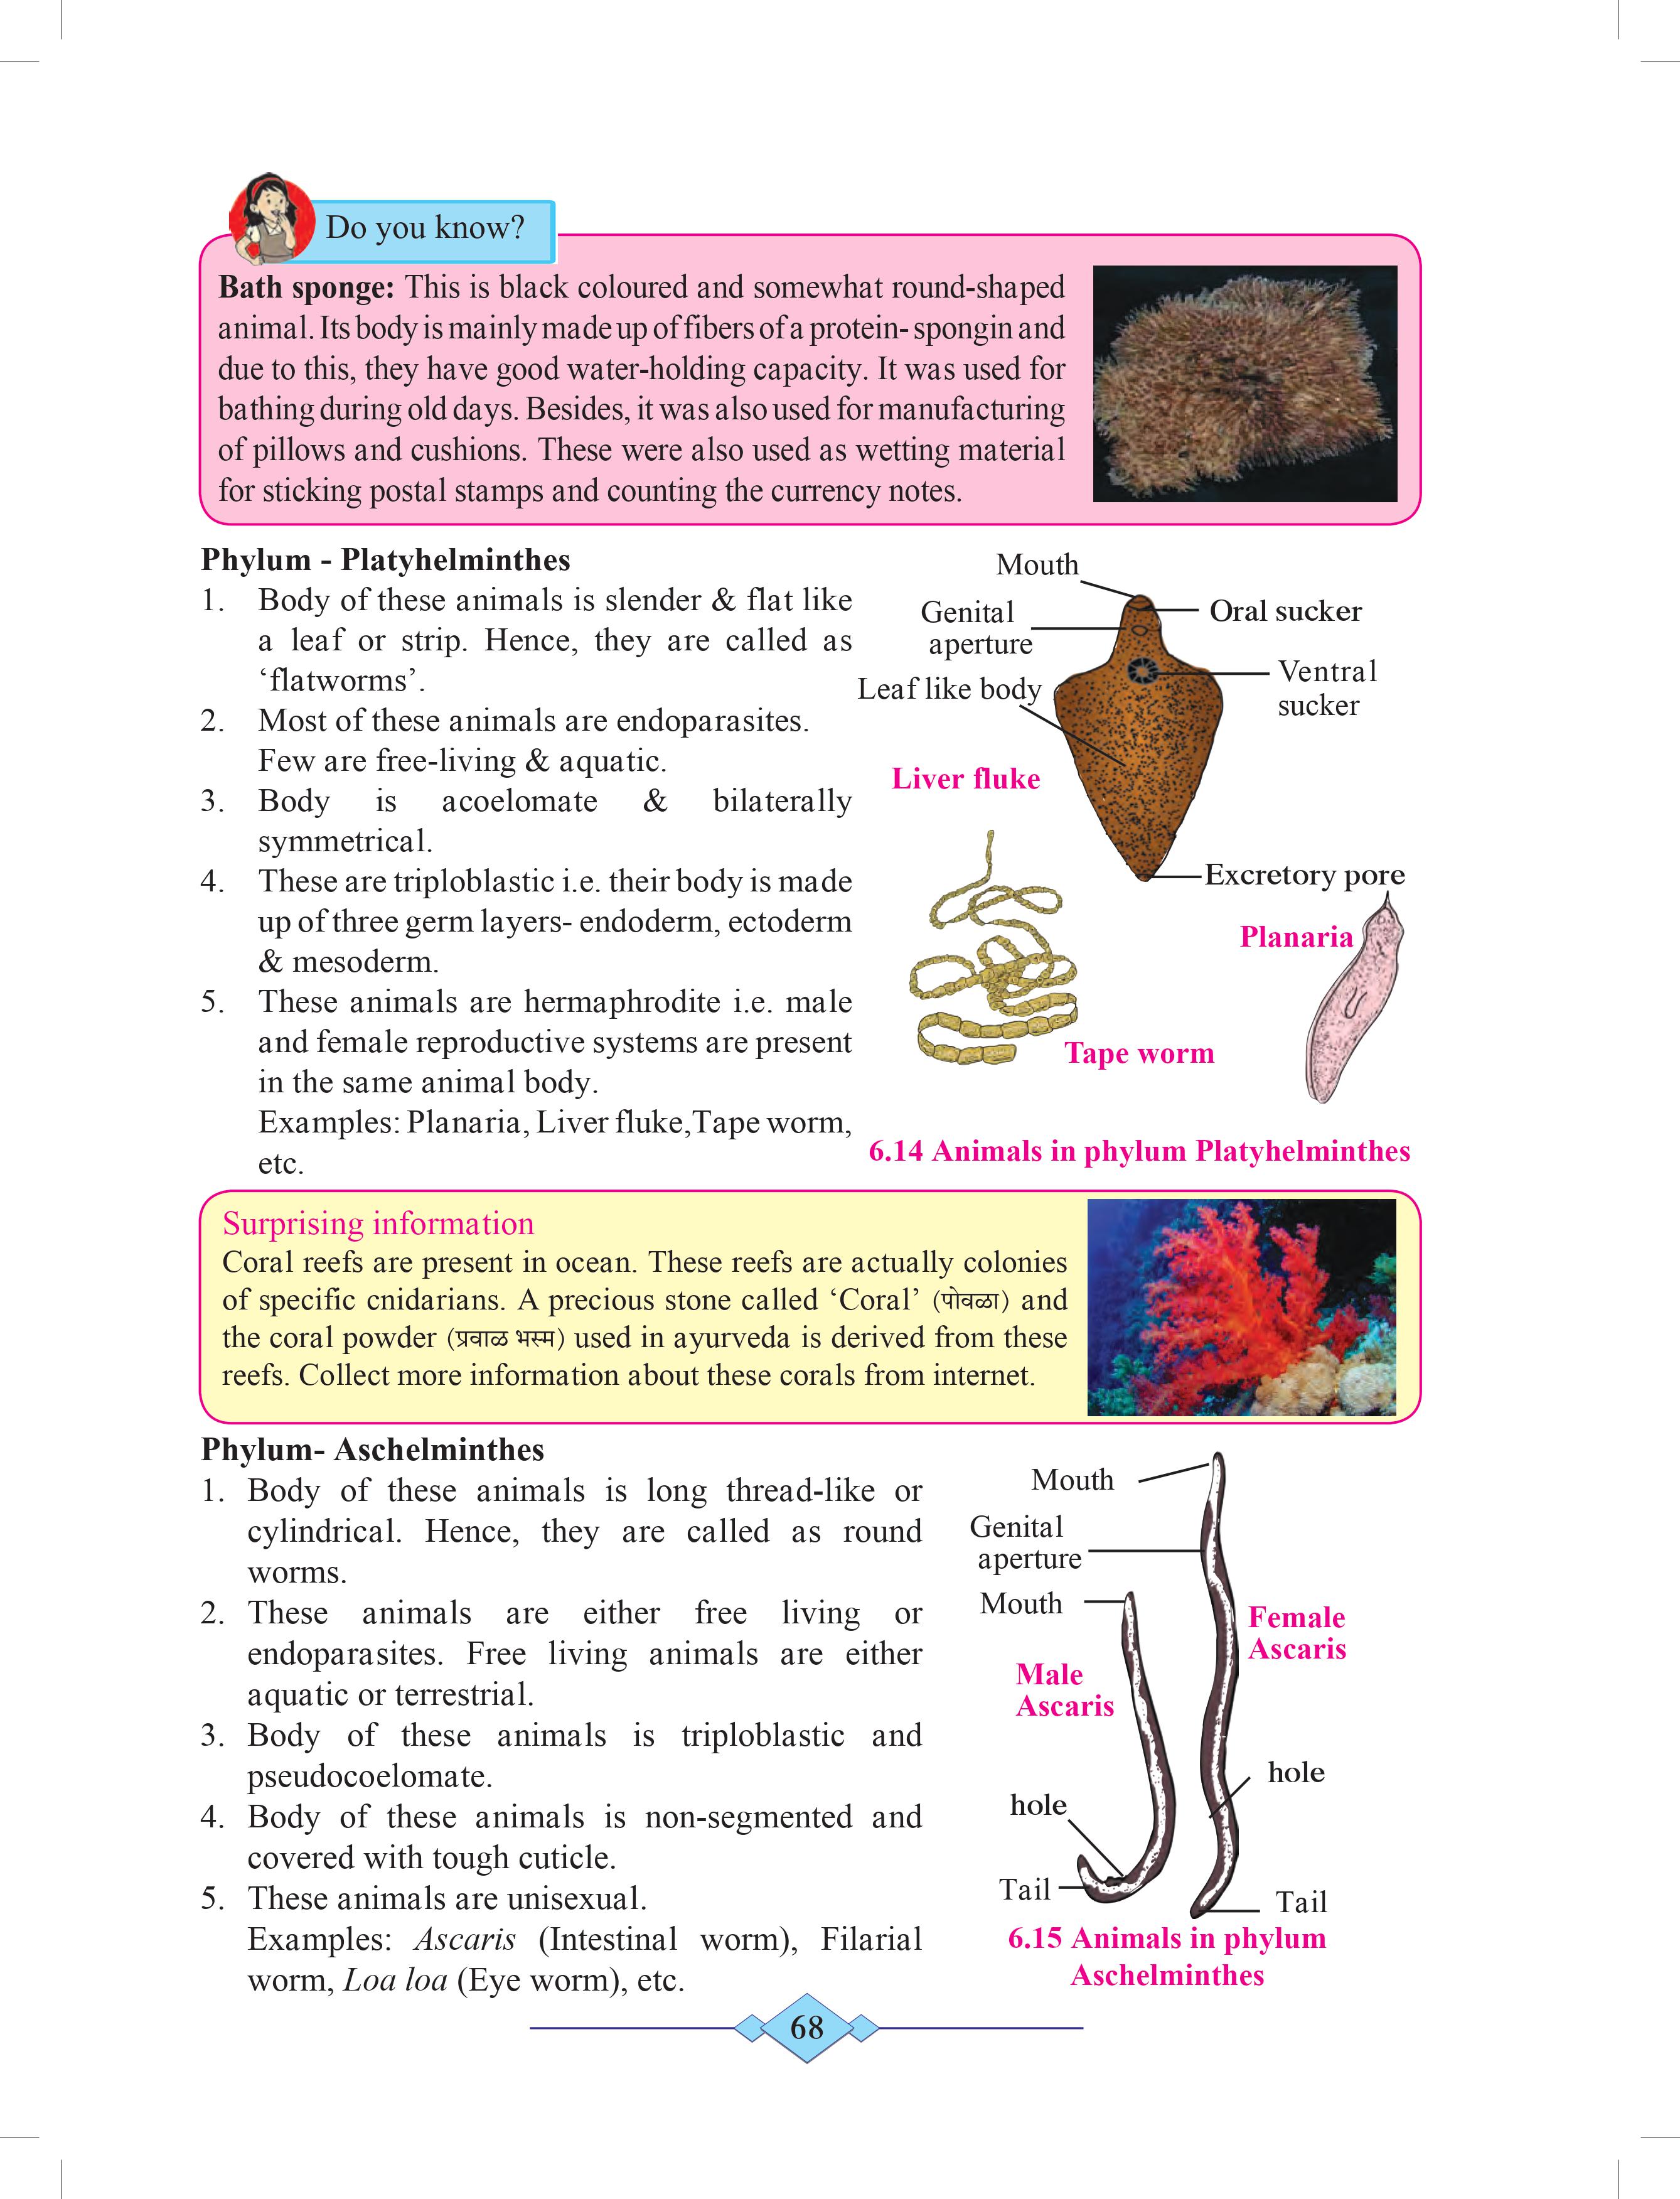 Do you know?
Bath sponge: This is black coloured and somewhat round-shaped
animal. Its body is mainly made up of fibers of a protein- spongin and
due to this, they have good water-holding capacity. It was used for
bathing during old days. Besides, it was also used for manufacturing
of pillows and cushions. These were also used as wetting material
for sticking postal stamps and counting the currency notes.
Phylum - Platyhelminthes
1. Body of these animals is slender & flat like
a leaf or strip. Hence, they are called as
‘flatworms’.
2. Most of these animals are endoparasites.
Few are free-living & aquatic.
3. Body is acoelomate & bilaterally
symmetrical.
4. These are triploblastic i.e. their body is made
up of three germ layers- endoderm, ectoderm
& mesoderm.
5. These animals are hermaphrodite i.e. male
and female reproductive systems are present
in the same animal body.
Examples: Planaria, Liver fluke,Tape worm,
etc.
Mouth
Genital
aperture
Oral sucker
Ventral
sucker
Leaf like body
Liver fluke
Excretory pore
Planaria
Tape worm
6.14 Animals in phylum Platyhelminthes
Surprising information
Coral reefs are present in ocean. These reefs are actually colonies
of specific cnidarians. A precious stone called ‘Coral’ (पोवळा) and
the coral powder (प्रवाळ भस्म) used in ayurveda is derived from these
reefs. Collect more information about these corals from internet.
Phylum- Aschelminthes
1. Body of these animals is long thread-like or
cylindrical. Hence, they are called as round
worms.
2. These animals are either free living or
endoparasites. Free living animals are either
aquatic or terrestrial.
3. Body of these animals is triploblastic and
pseudocoelomate.
4. Body of these animals is non-segmented and
covered with tough cuticle.
5. These animals are unisexual.
Examples: Ascaris (Intestinal worm), Filarial
worm, Loa loa (Eye worm), etc.
Mouth
Genital
aperture
Mouth
Female
Ascaris
Male
Ascaris
hole
hole
Tail
Tail
6.15 Animals in phylum
Aschelminthes
68